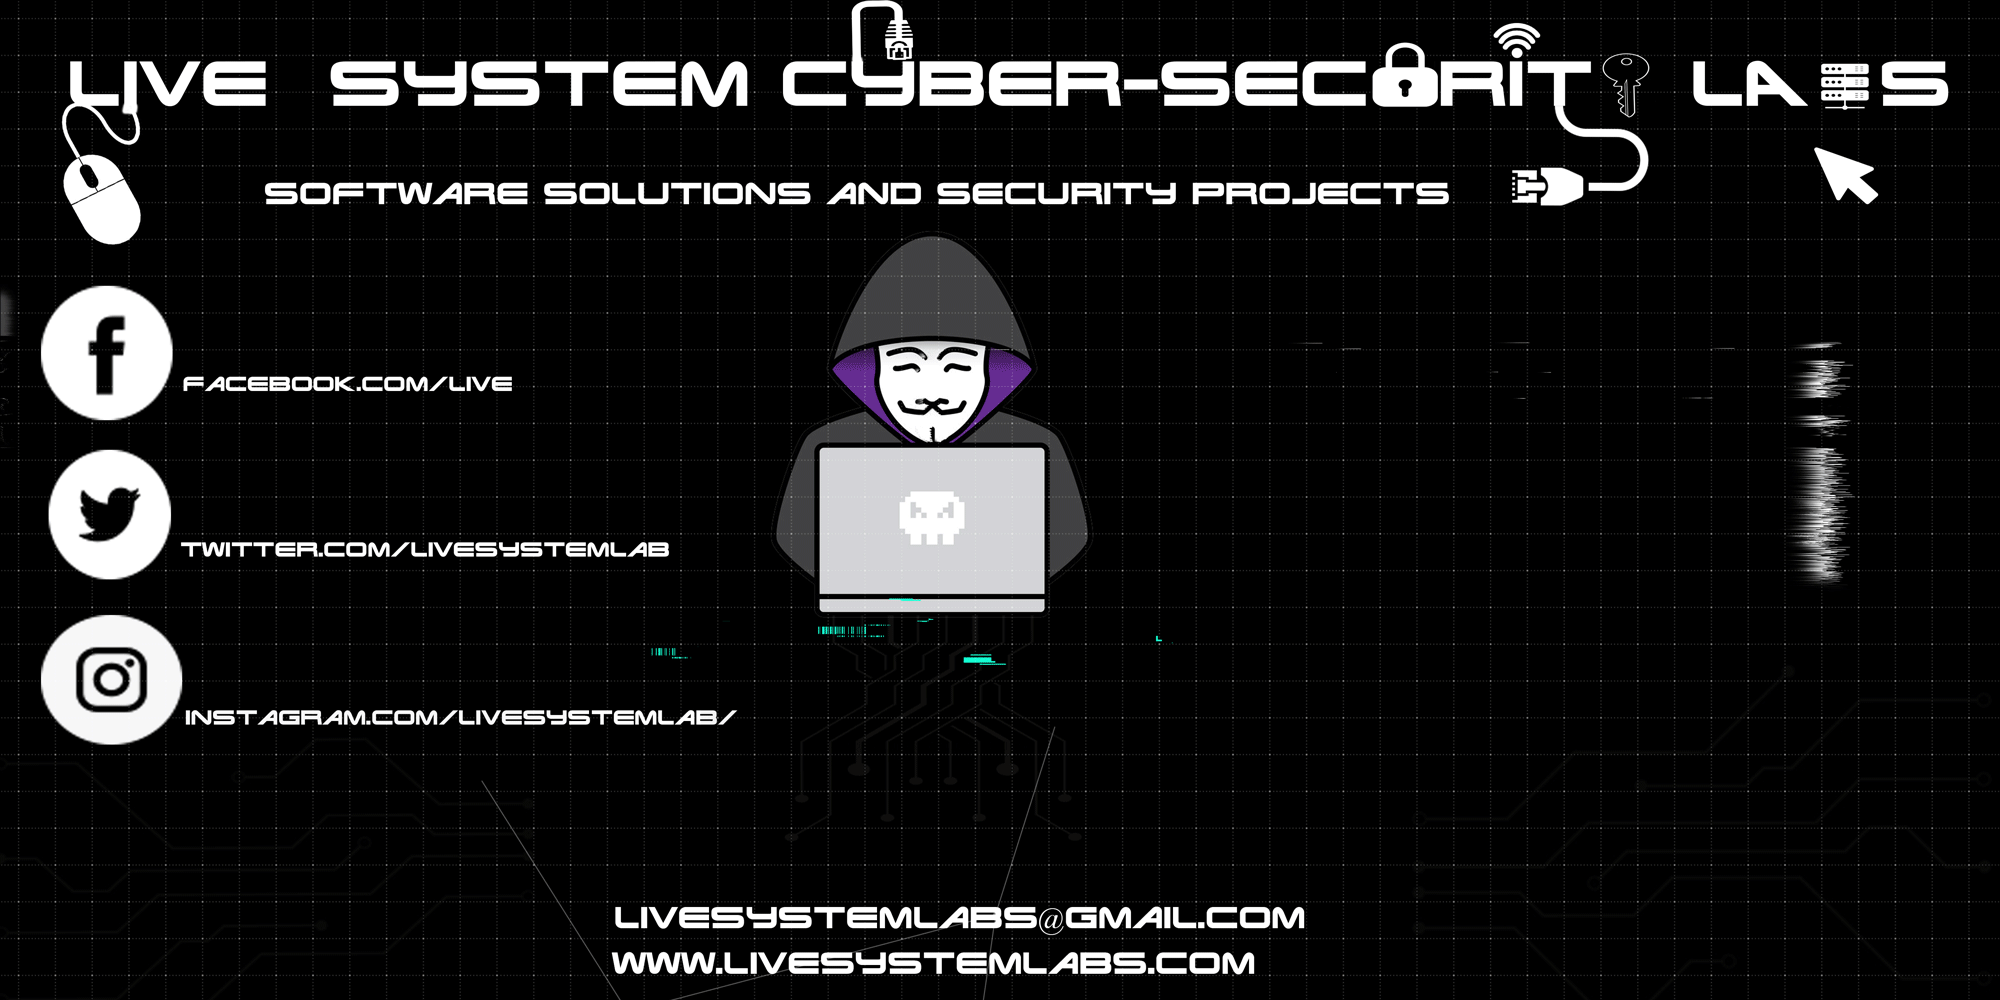 LIVE SYSTEM CYBER-SECURITY LABS
SOFTWARE SOLUTIONS AND SECURITY PROJECTS
FACEBOOK.COM/LIVE
TWITTER.COM/LIVESYSTEMLAB
INSTAGRAM.COM/LIVESYSTEMLAB/
LIVESYSTEMLABS@GMAIL.COM
WWW.LIVESYSTEMLABS.COM